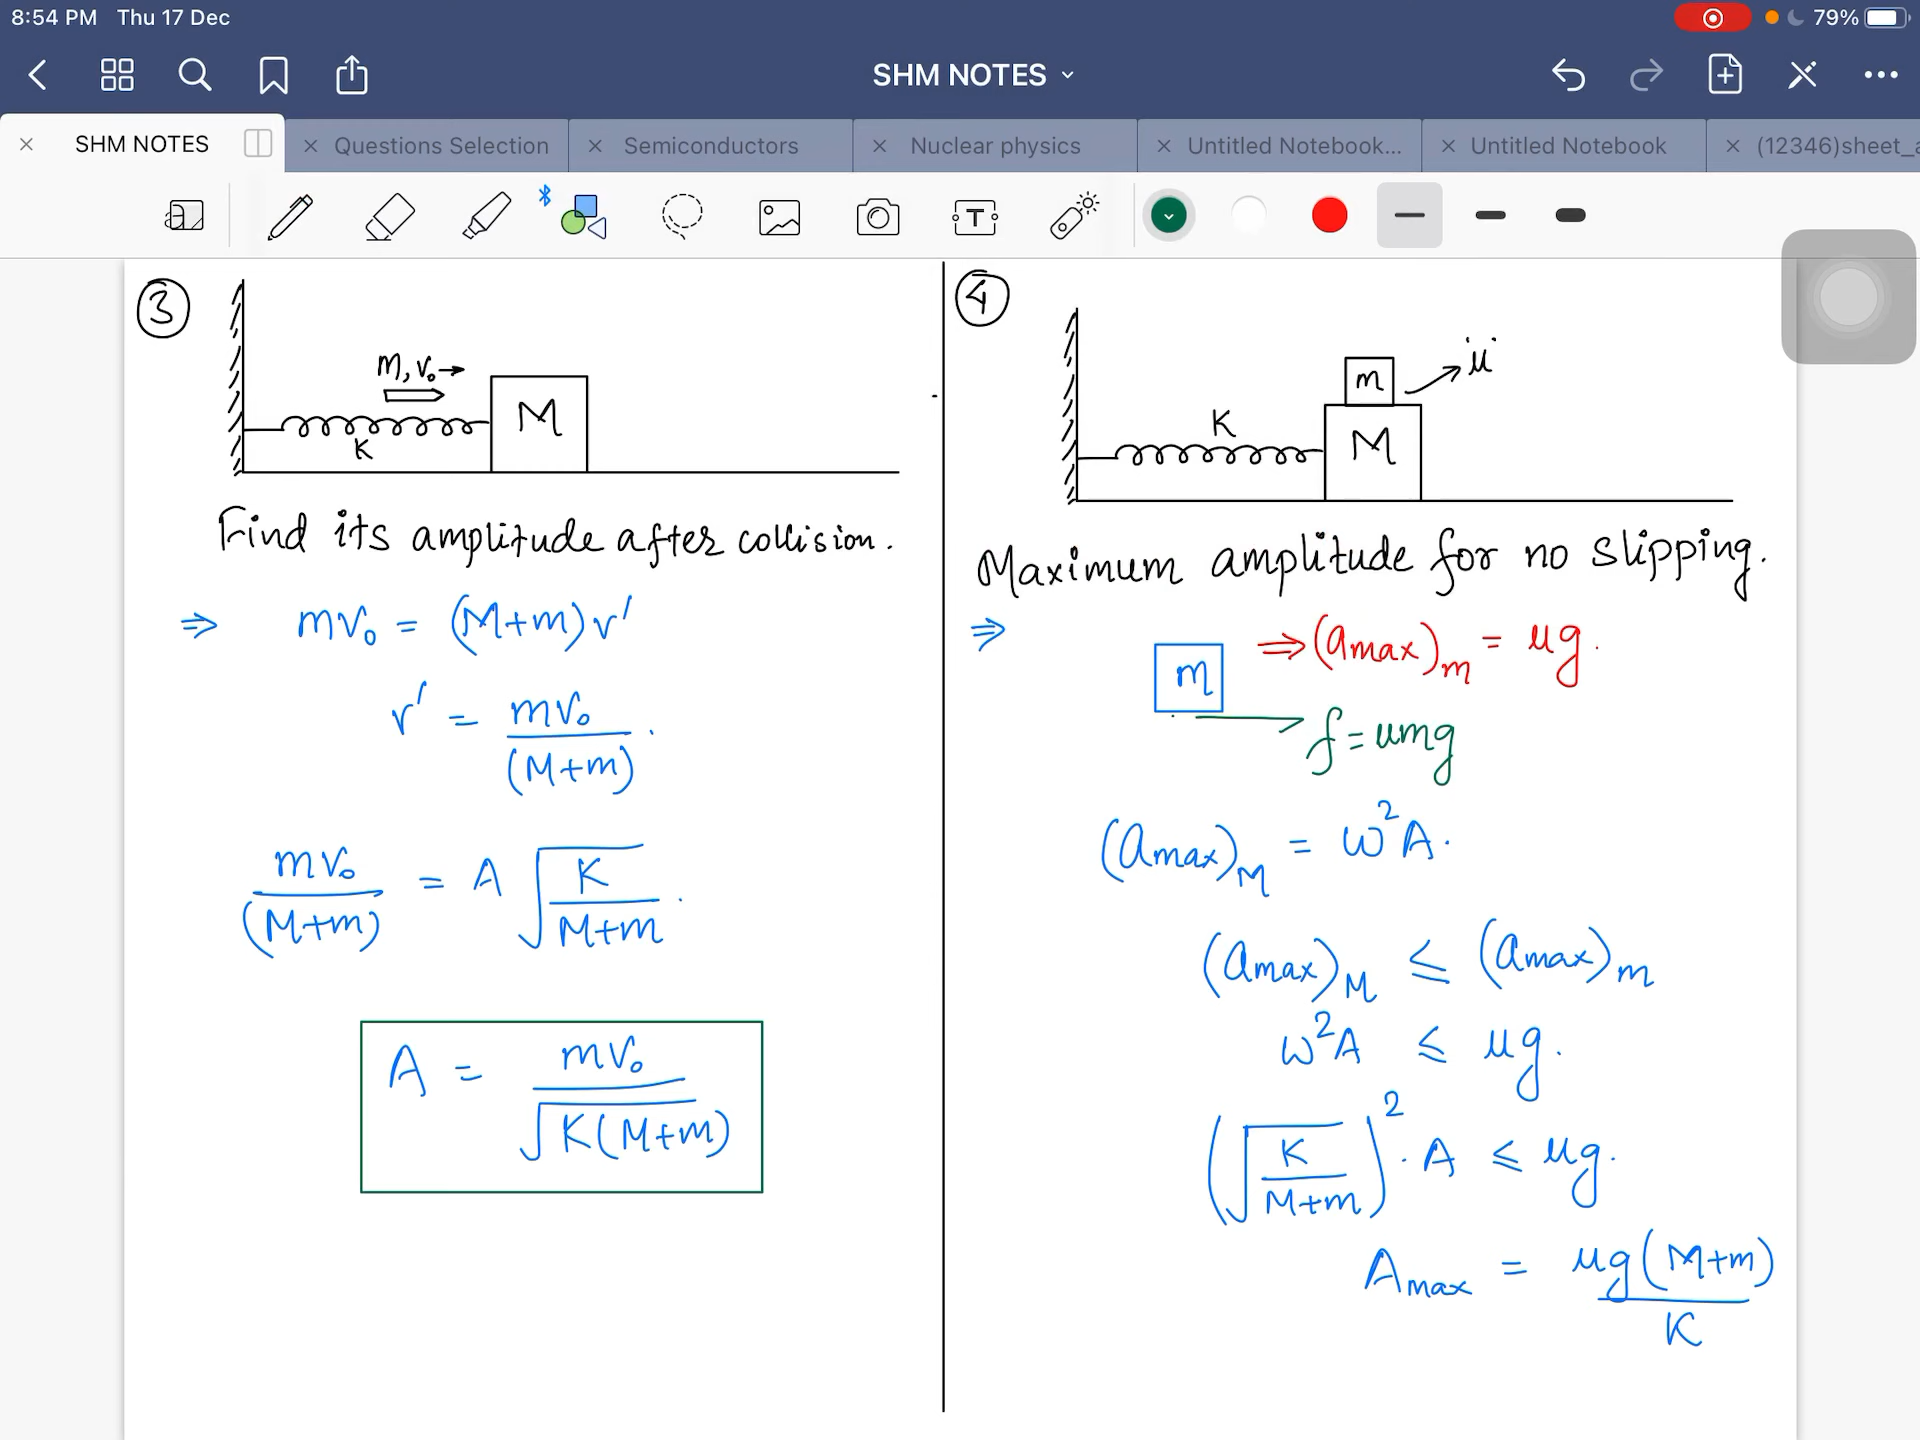 8:54 PM Thu 17 Dec
79%
SHM NOTES
SHM NOTES
Questions Selection
Semiconductors
Nuclear physics
Untitled Notebook...
Untitled Notebook
(12346)sheet_a
3
m, v₀→
M
K
Find its amplitude after collision.
⇒ mv₀ = (M+m)v'
v' = mv₀/(M+m).
mv₀/(M+m) = A √(K/(M+m)).
A = mv₀/√(K(M+m))
4
m
'μ'
K
M
Maximum amplitude for no slipping.
⇒
m ⇒ (amax)m = μg.
f = μmg
(amax)M = ω²A.
(amax)M ≤ (amax)m
ω²A ≤ μg.
(√(K/(M+m)))² . A ≤ μg.
Amax = μg(M+m)/K